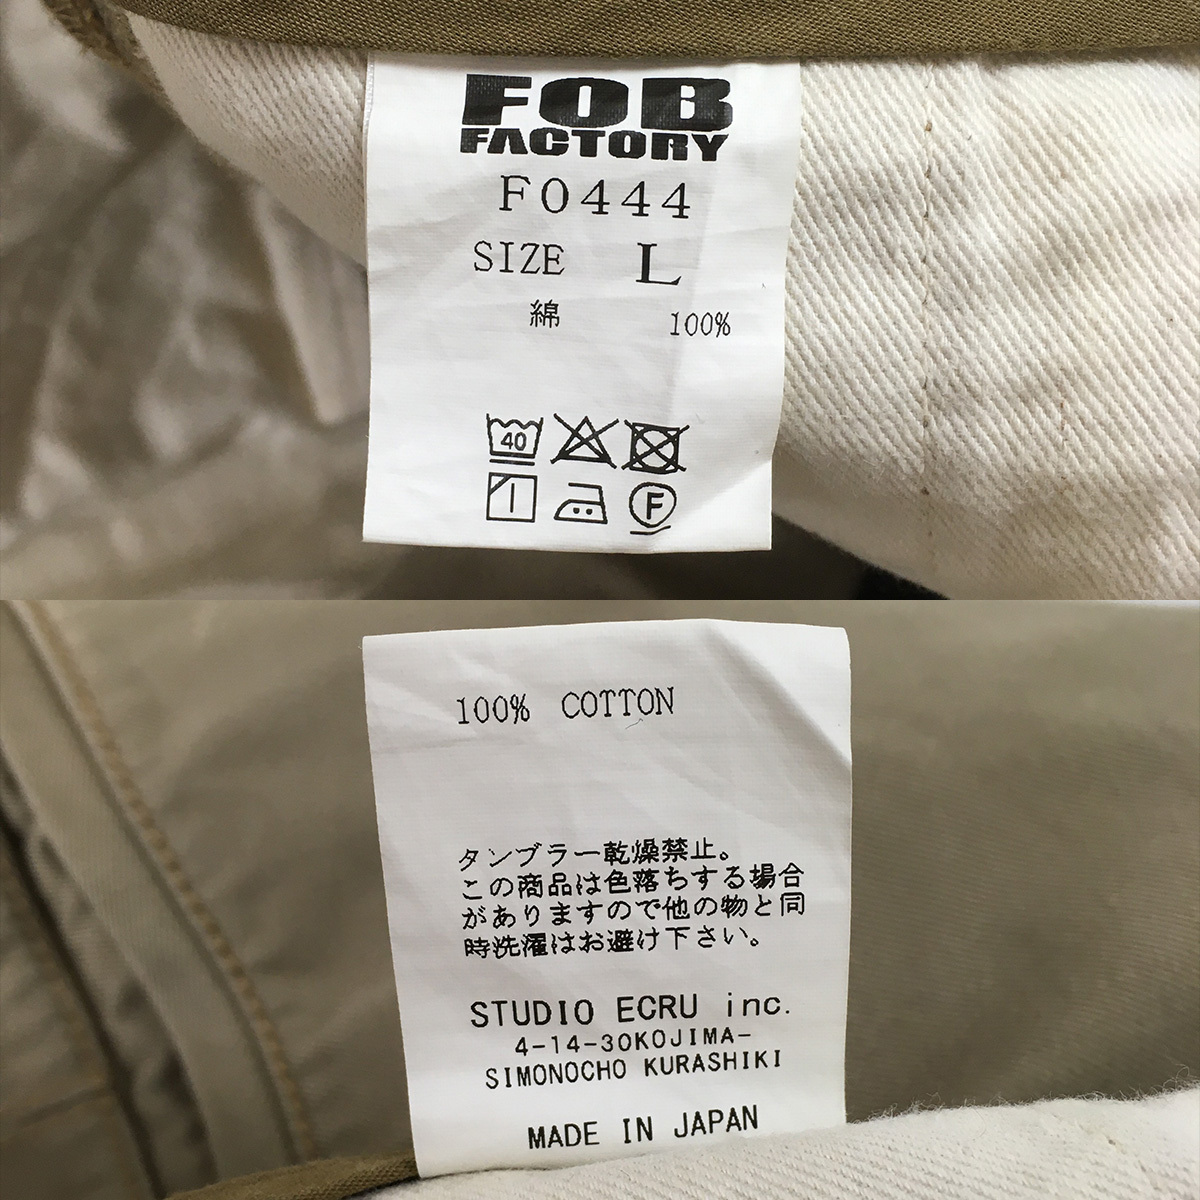 FOB
FACTORY
F0444
SIZE L
綿 100%
40
F
100% COTTON
タンブラー乾燥禁止。
この商品は色落ちする場合
がありますので他の物と同
時洗濯はお避け下さい。
STUDIO ECRU inc.
4-14-30KOJIMA-
SIMONOCHO KURASHIKI
MADE IN JAPAN